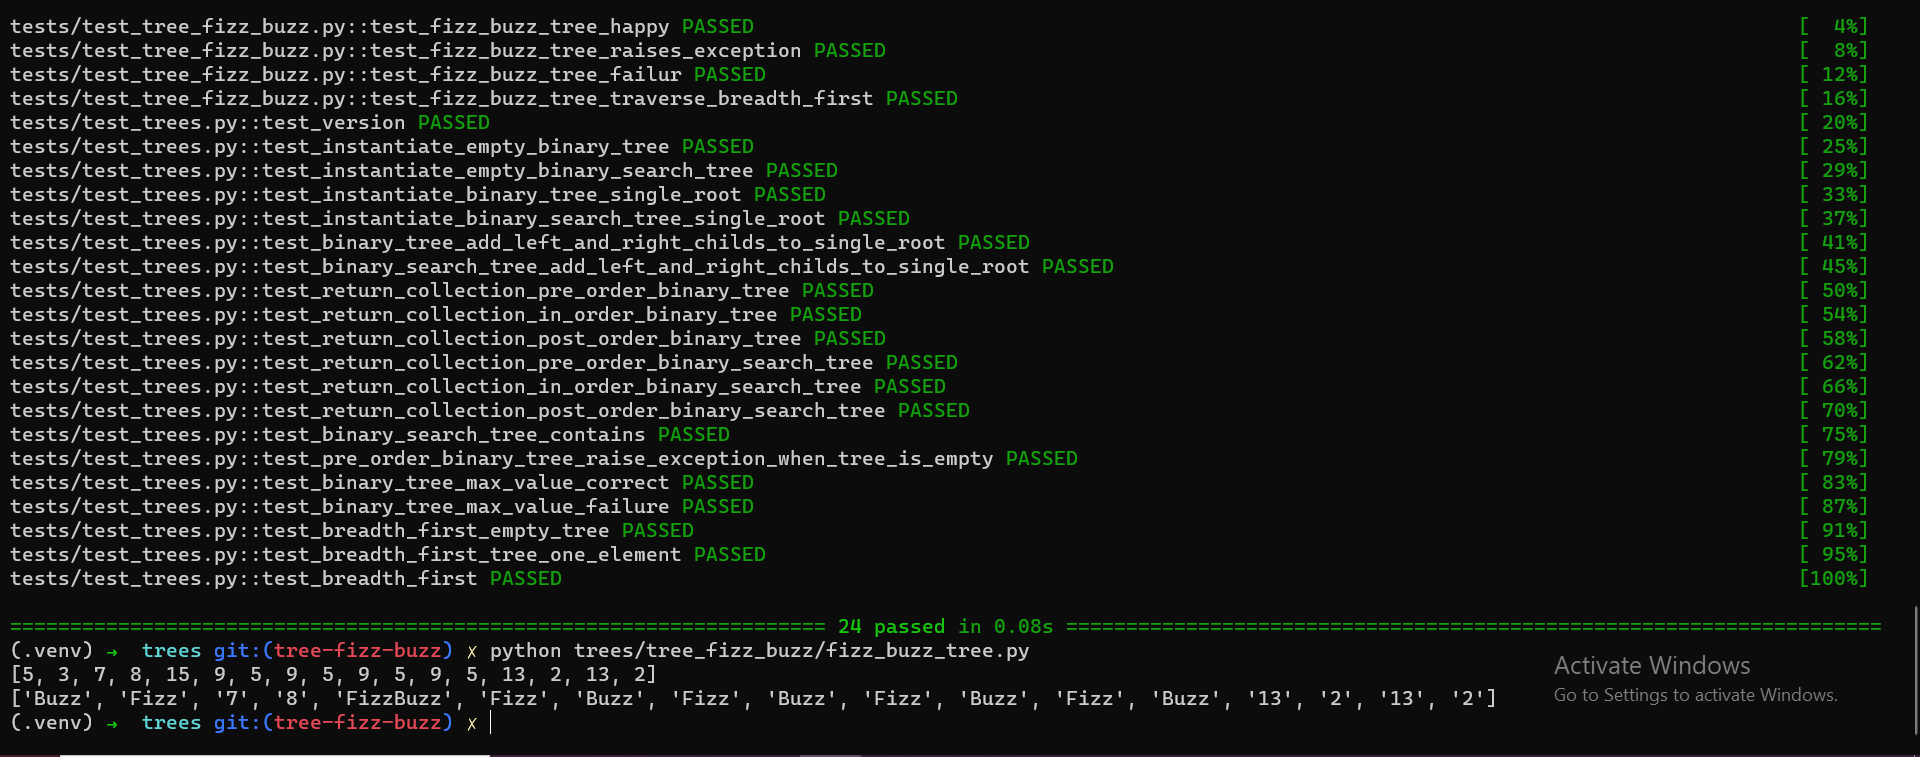 tests/test_tree_fizz_buzz.py::test_fizz_buzz_tree_happy PASSED [  4%]
tests/test_tree_fizz_buzz.py::test_fizz_buzz_tree_raises_exception PASSED [  8%]
tests/test_tree_fizz_buzz.py::test_fizz_buzz_tree_failur PASSED [ 12%]
tests/test_tree_fizz_buzz.py::test_fizz_buzz_tree_traverse_breadth_first PASSED [ 16%]
tests/test_trees.py::test_version PASSED [ 20%]
tests/test_trees.py::test_instantiate_empty_binary_tree PASSED [ 25%]
tests/test_trees.py::test_instantiate_empty_binary_search_tree PASSED [ 29%]
tests/test_trees.py::test_instantiate_binary_tree_single_root PASSED [ 33%]
tests/test_trees.py::test_instantiate_binary_search_tree_single_root PASSED [ 37%]
tests/test_trees.py::test_binary_tree_add_left_and_right_childs_to_single_root PASSED [ 41%]
tests/test_trees.py::test_binary_search_tree_add_left_and_right_childs_to_single_root PASSED [ 45%]
tests/test_trees.py::test_return_collection_pre_order_binary_tree PASSED [ 50%]
tests/test_trees.py::test_return_collection_in_order_binary_tree PASSED [ 54%]
tests/test_trees.py::test_return_collection_post_order_binary_tree PASSED [ 58%]
tests/test_trees.py::test_return_collection_pre_order_binary_search_tree PASSED [ 62%]
tests/test_trees.py::test_return_collection_in_order_binary_search_tree PASSED [ 66%]
tests/test_trees.py::test_return_collection_post_order_binary_search_tree PASSED [ 70%]
tests/test_trees.py::test_binary_search_tree_contains PASSED [ 75%]
tests/test_trees.py::test_pre_order_binary_tree_raise_exception_when_tree_is_empty PASSED [ 79%]
tests/test_trees.py::test_binary_tree_max_value_correct PASSED [ 83%]
tests/test_trees.py::test_binary_tree_max_value_failure PASSED [ 87%]
tests/test_trees.py::test_breadth_first_empty_tree PASSED [ 91%]
tests/test_trees.py::test_breadth_first_tree_one_element PASSED [ 95%]
tests/test_trees.py::test_breadth_first PASSED [100%]
==================================================================== 24 passed in 0.08s ====================================================================
(.venv) → trees git:(tree-fizz-buzz) ✗ python trees/tree_fizz_buzz/fizz_buzz_tree.py
[5, 3, 7, 8, 15, 9, 5, 9, 5, 9, 5, 9, 5, 13, 2, 13, 2]
['Buzz', 'Fizz', '7', '8', 'FizzBuzz', 'Fizz', 'Buzz', 'Fizz', 'Buzz', 'Fizz', 'Buzz', 'Fizz', 'Buzz', '13', '2', '13', '2']
(.venv) → trees git:(tree-fizz-buzz) ✗
Activate Windows
Go to Settings to activate Windows.